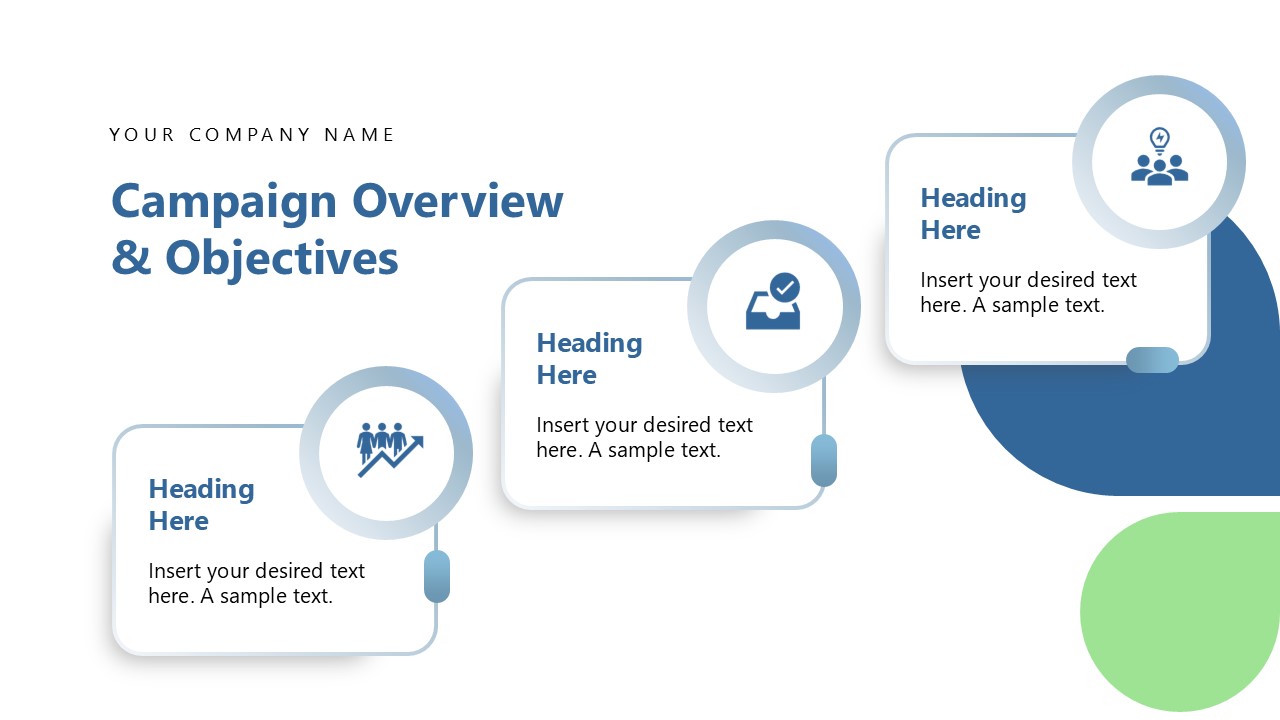 YOUR COMPANY NAME
Campaign Overview
& Objectives
Heading
Here
Insert your desired text
here. A sample text.
Heading
Here
Insert your desired text
here. A sample text.
Heading
Here
Insert your desired text
here. A sample text.